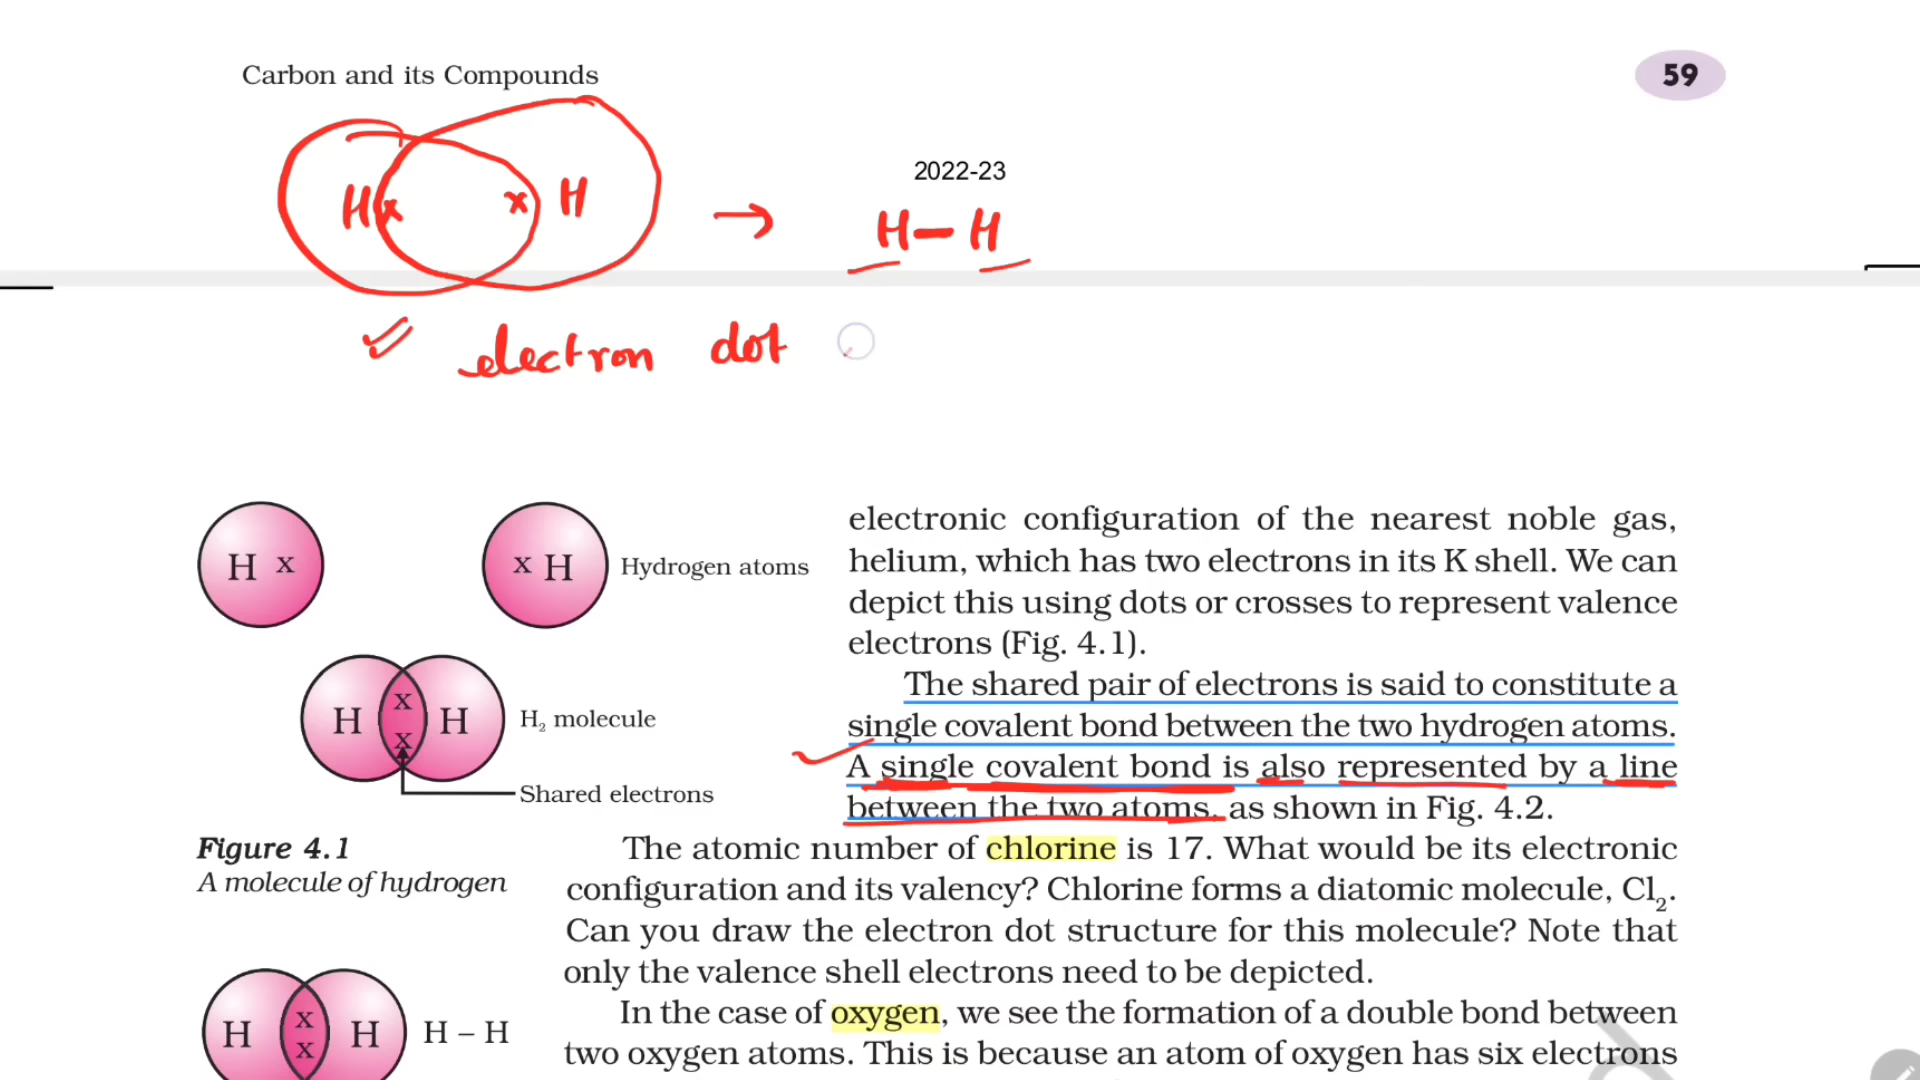 Carbon and its Compounds
59
2022-23
H x x H → H – H
electron dot
H x
x H
Hydrogen atoms
H x x H
H₂ molecule
Shared electrons
Figure 4.1
A molecule of hydrogen
electronic configuration of the nearest noble gas,
helium, which has two electrons in its K shell. We can
depict this using dots or crosses to represent valence
electrons (Fig. 4.1).
The shared pair of electrons is said to constitute a
single covalent bond between the two hydrogen atoms.
A single covalent bond is also represented by a line
between the two atoms, as shown in Fig. 4.2.
The atomic number of chlorine is 17. What would be its electronic
configuration and its valency? Chlorine forms a diatomic molecule, Cl₂.
Can you draw the electron dot structure for this molecule? Note that
only the valence shell electrons need to be depicted.
In the case of oxygen, we see the formation of a double bond between
two oxygen atoms. This is because an atom of oxygen has six electrons
H x x H
H – H